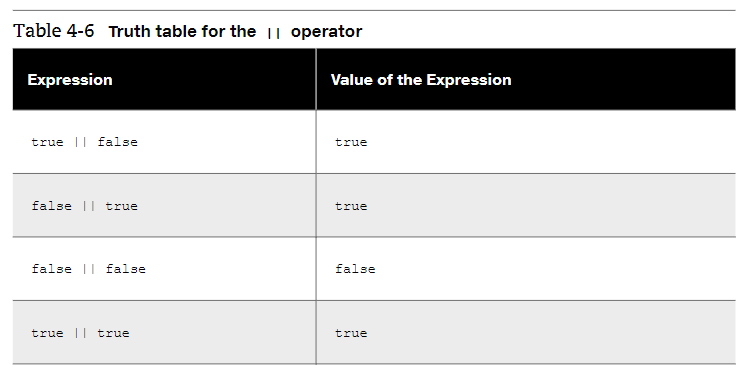 Table 4-6 Truth table for the || operator
Expression Value of the Expression
true || false true
false || true true
false || false false
true || true true